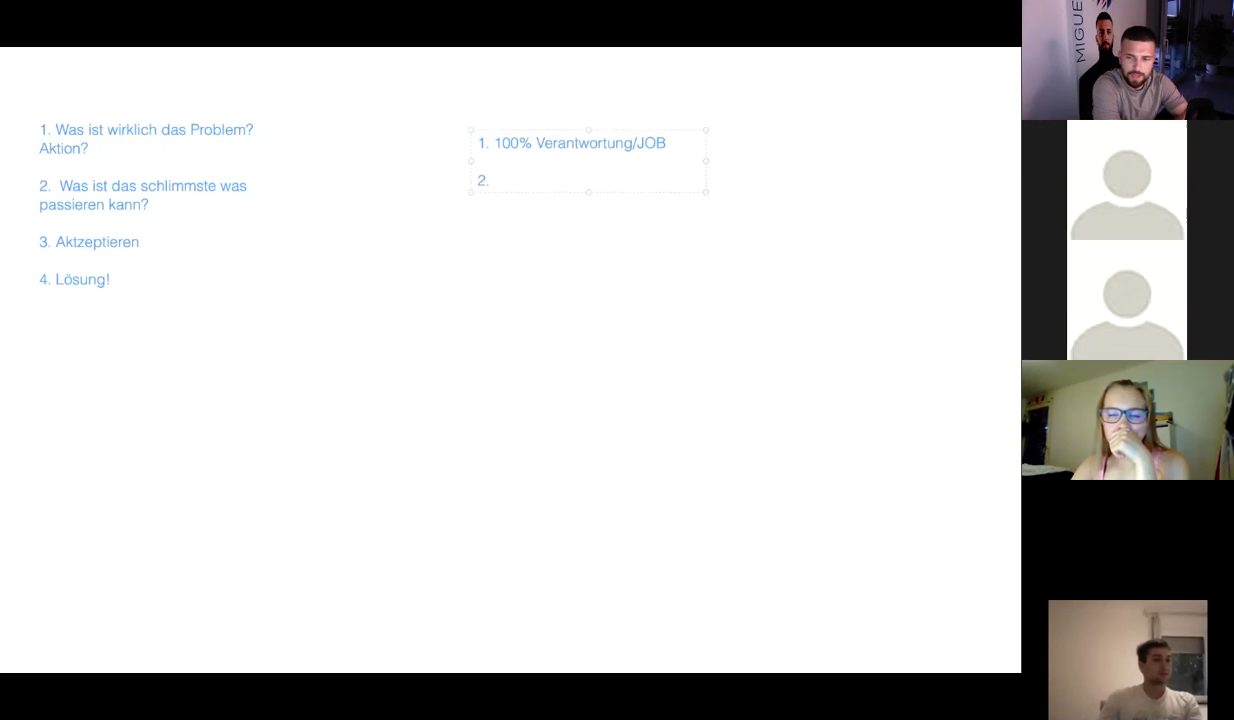 1. Was ist wirklich das Problem?
Aktion?
2. Was ist das schlimmste was
passieren kann?
3. Aktzeptieren
4. Lösung!
1. 100% Verantwortung/JOB
2.
MIGUE